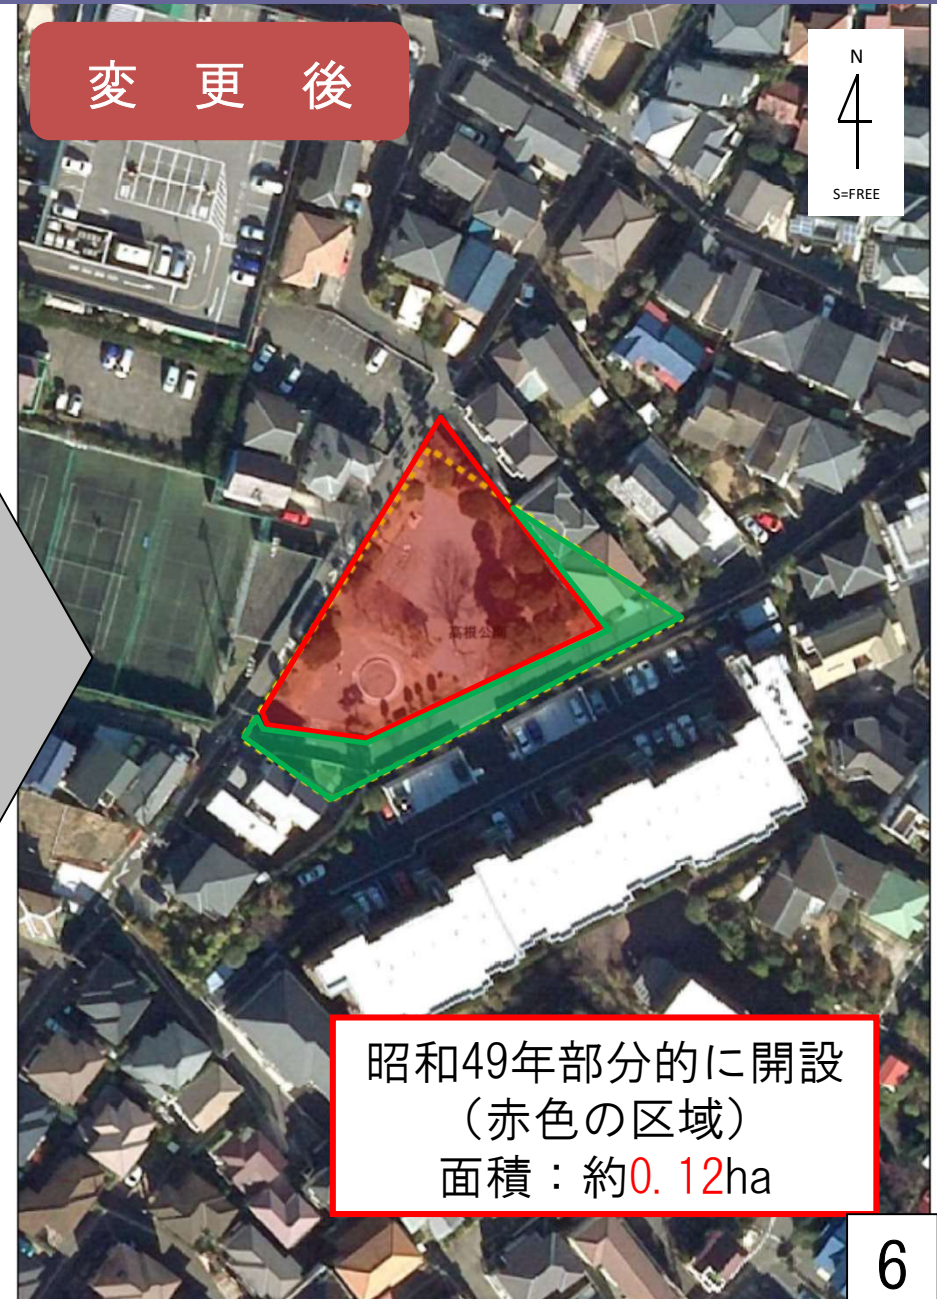 変更後
N
S=FREE
高根公園
昭和49年部分的に開設
（赤色の区域）
面積：約0.12ha
6